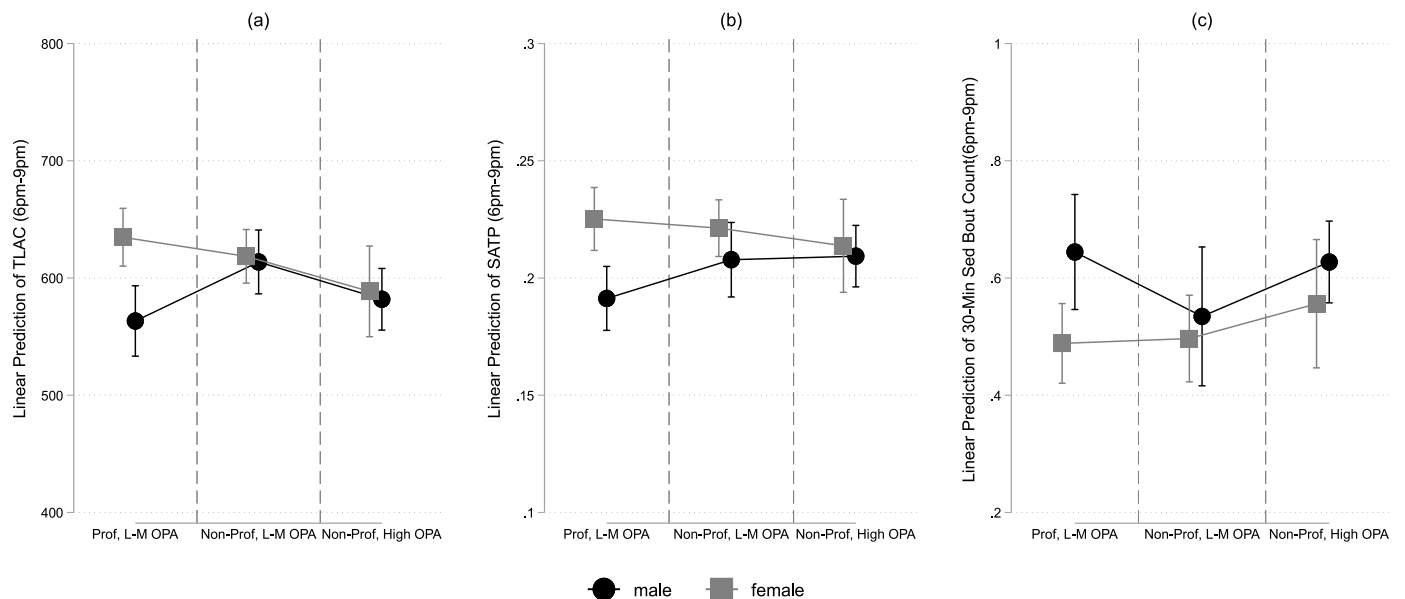 (a)
Linear Prediction of TLAC (6pm-9pm)
800
700
600
500
400
Prof, L-M OPA
Non-Prof, L-M OPA
Non-Prof, High OPA
(b)
Linear Prediction of SATP (6pm-9pm)
.3
.25
.2
.15
.1
Prof, L-M OPA
Non-Prof, L-M OPA
Non-Prof, High OPA
(c)
Linear Prediction of 30-Min Sed Bout Count(6pm-9pm)
1
.8
.6
.4
.2
Prof, L-M OPA
Non-Prof, L-M OPA
Non-Prof, High OPA
male
female